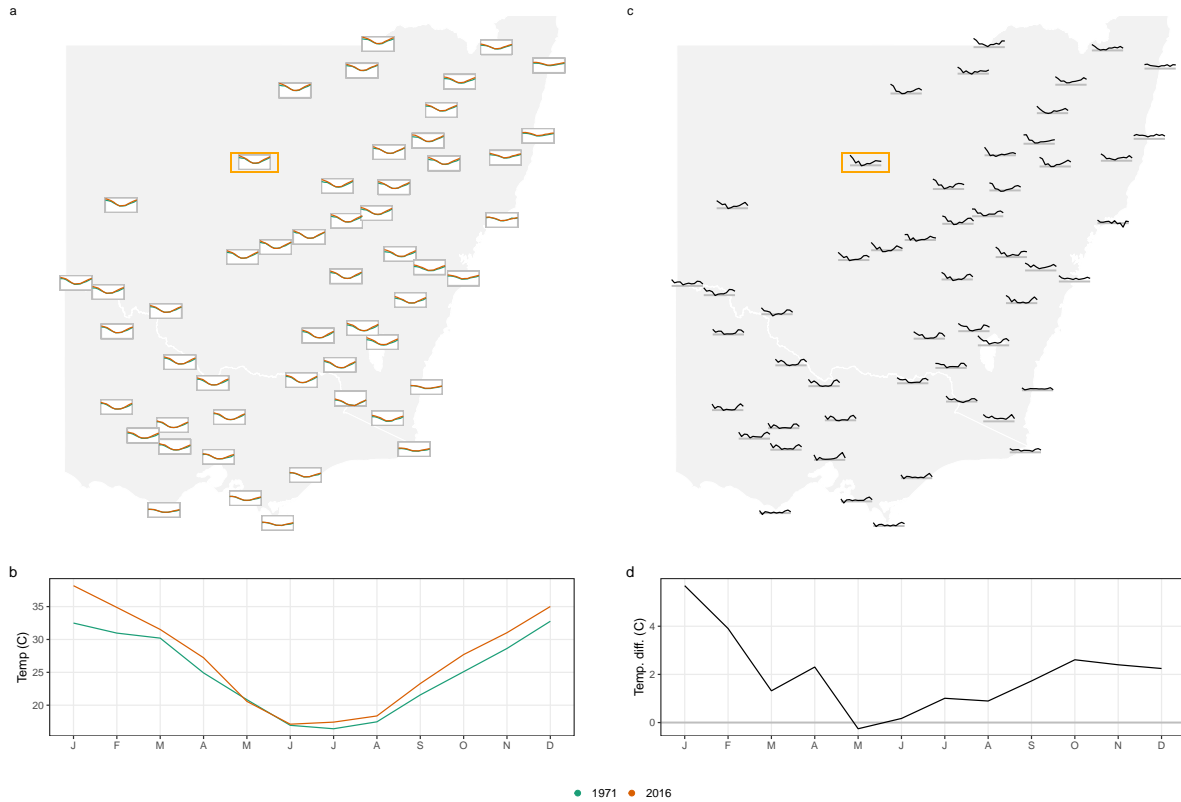 a
c
b
Temp (C)
35
30
25
20
J F M A M J J A S O N D
d
Temp. diff. (C)
4
2
0
J F M A M J J A S O N D
1971 2016